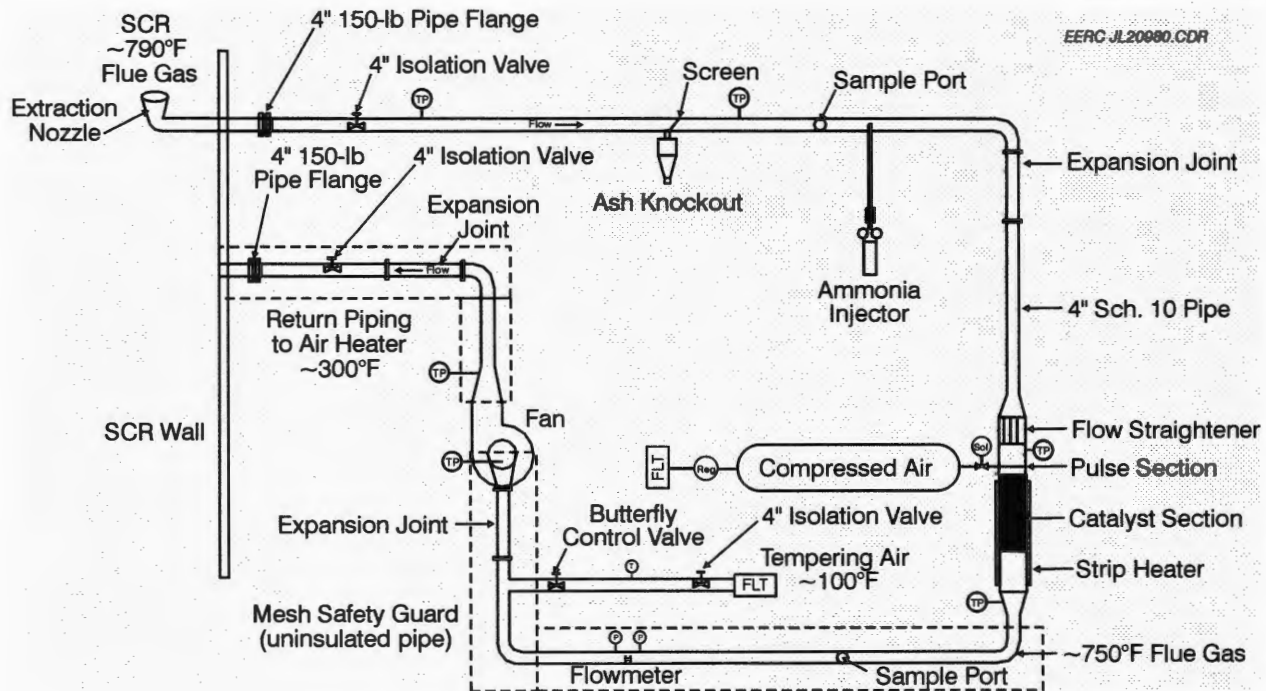 EERC JL20980.CDR
SCR
~790°F
Flue Gas
4" 150-lb Pipe Flange
4" Isolation Valve
Screen
Sample Port
TP
TP
Extraction
Nozzle
Flow
4" 150-lb
Pipe Flange
4" Isolation Valve
Expansion
Joint
Expansion Joint
Ash Knockout
Flow
Ammonia
Injector
4" Sch. 10 Pipe
Return Piping
to Air Heater
~300°F
TP
SCR Wall
Fan
Flow Straightener
TP
FLT
Reg
Compressed Air
Sol
TP
Pulse Section
Expansion Joint
Butterfly
Control Valve
4" Isolation Valve
Catalyst Section
T
Tempering Air
~100°F
FLT
Strip Heater
TP
Mesh Safety Guard
(uninsulated pipe)
P
P
~750°F Flue Gas
Flowmeter
Sample Port